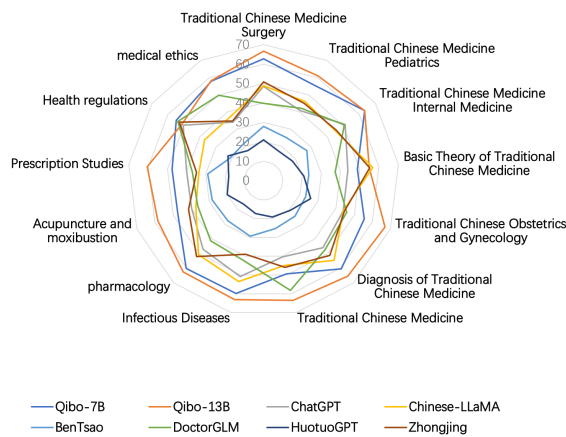 Traditional Chinese Medicine
Surgery
Traditional Chinese Medicine
Pediatrics
Traditional Chinese Medicine
Internal Medicine
Basic Theory of Traditional
Chinese Medicine
Traditional Chinese Obstetrics
and Gynecology
Diagnosis of Traditional
Chinese Medicine
Traditional Chinese Medicine
Infectious Diseases
pharmacology
Acupuncture and
moxibustion
Prescription Studies
Health regulations
medical ethics
70
60
50
40
30
20
10
0
Qibo-7B
Qibo-13B
ChatGPT
Chinese-LLaMA
BenTsao
DoctorGLM
HuotuoGPT
Zhongjing